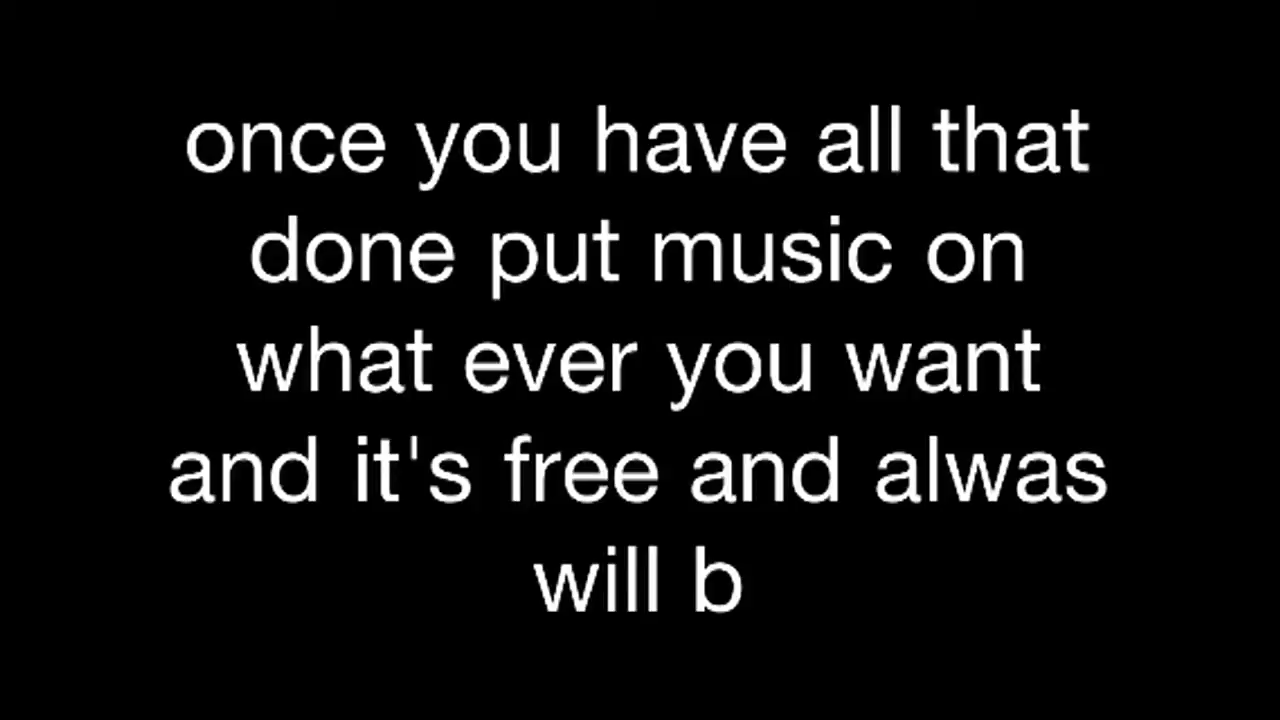 once you have all that
done put music on
what ever you want
and it's free and alwas
will b